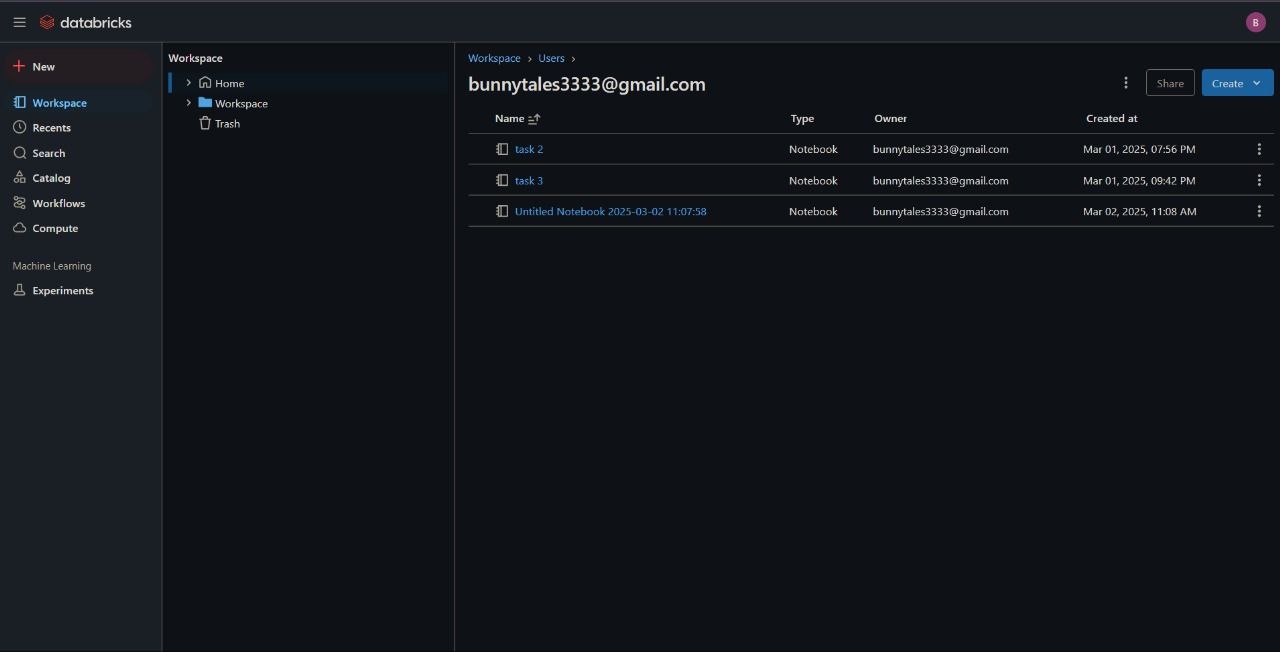 databricks
B
New
Workspace
Recents
Search
Catalog
Workflows
Compute
Machine Learning
Experiments
Workspace
Home
Workspace
Trash
Workspace > Users >
bunnytales3333@gmail.com
Share
Create
Name Type Owner Created at
task 2 Notebook bunnytales3333@gmail.com Mar 01, 2025, 07:56 PM
task 3 Notebook bunnytales3333@gmail.com Mar 01, 2025, 09:42 PM
Untitled Notebook 2025-03-02 11:07:58 Notebook bunnytales3333@gmail.com Mar 02, 2025, 11:08 AM